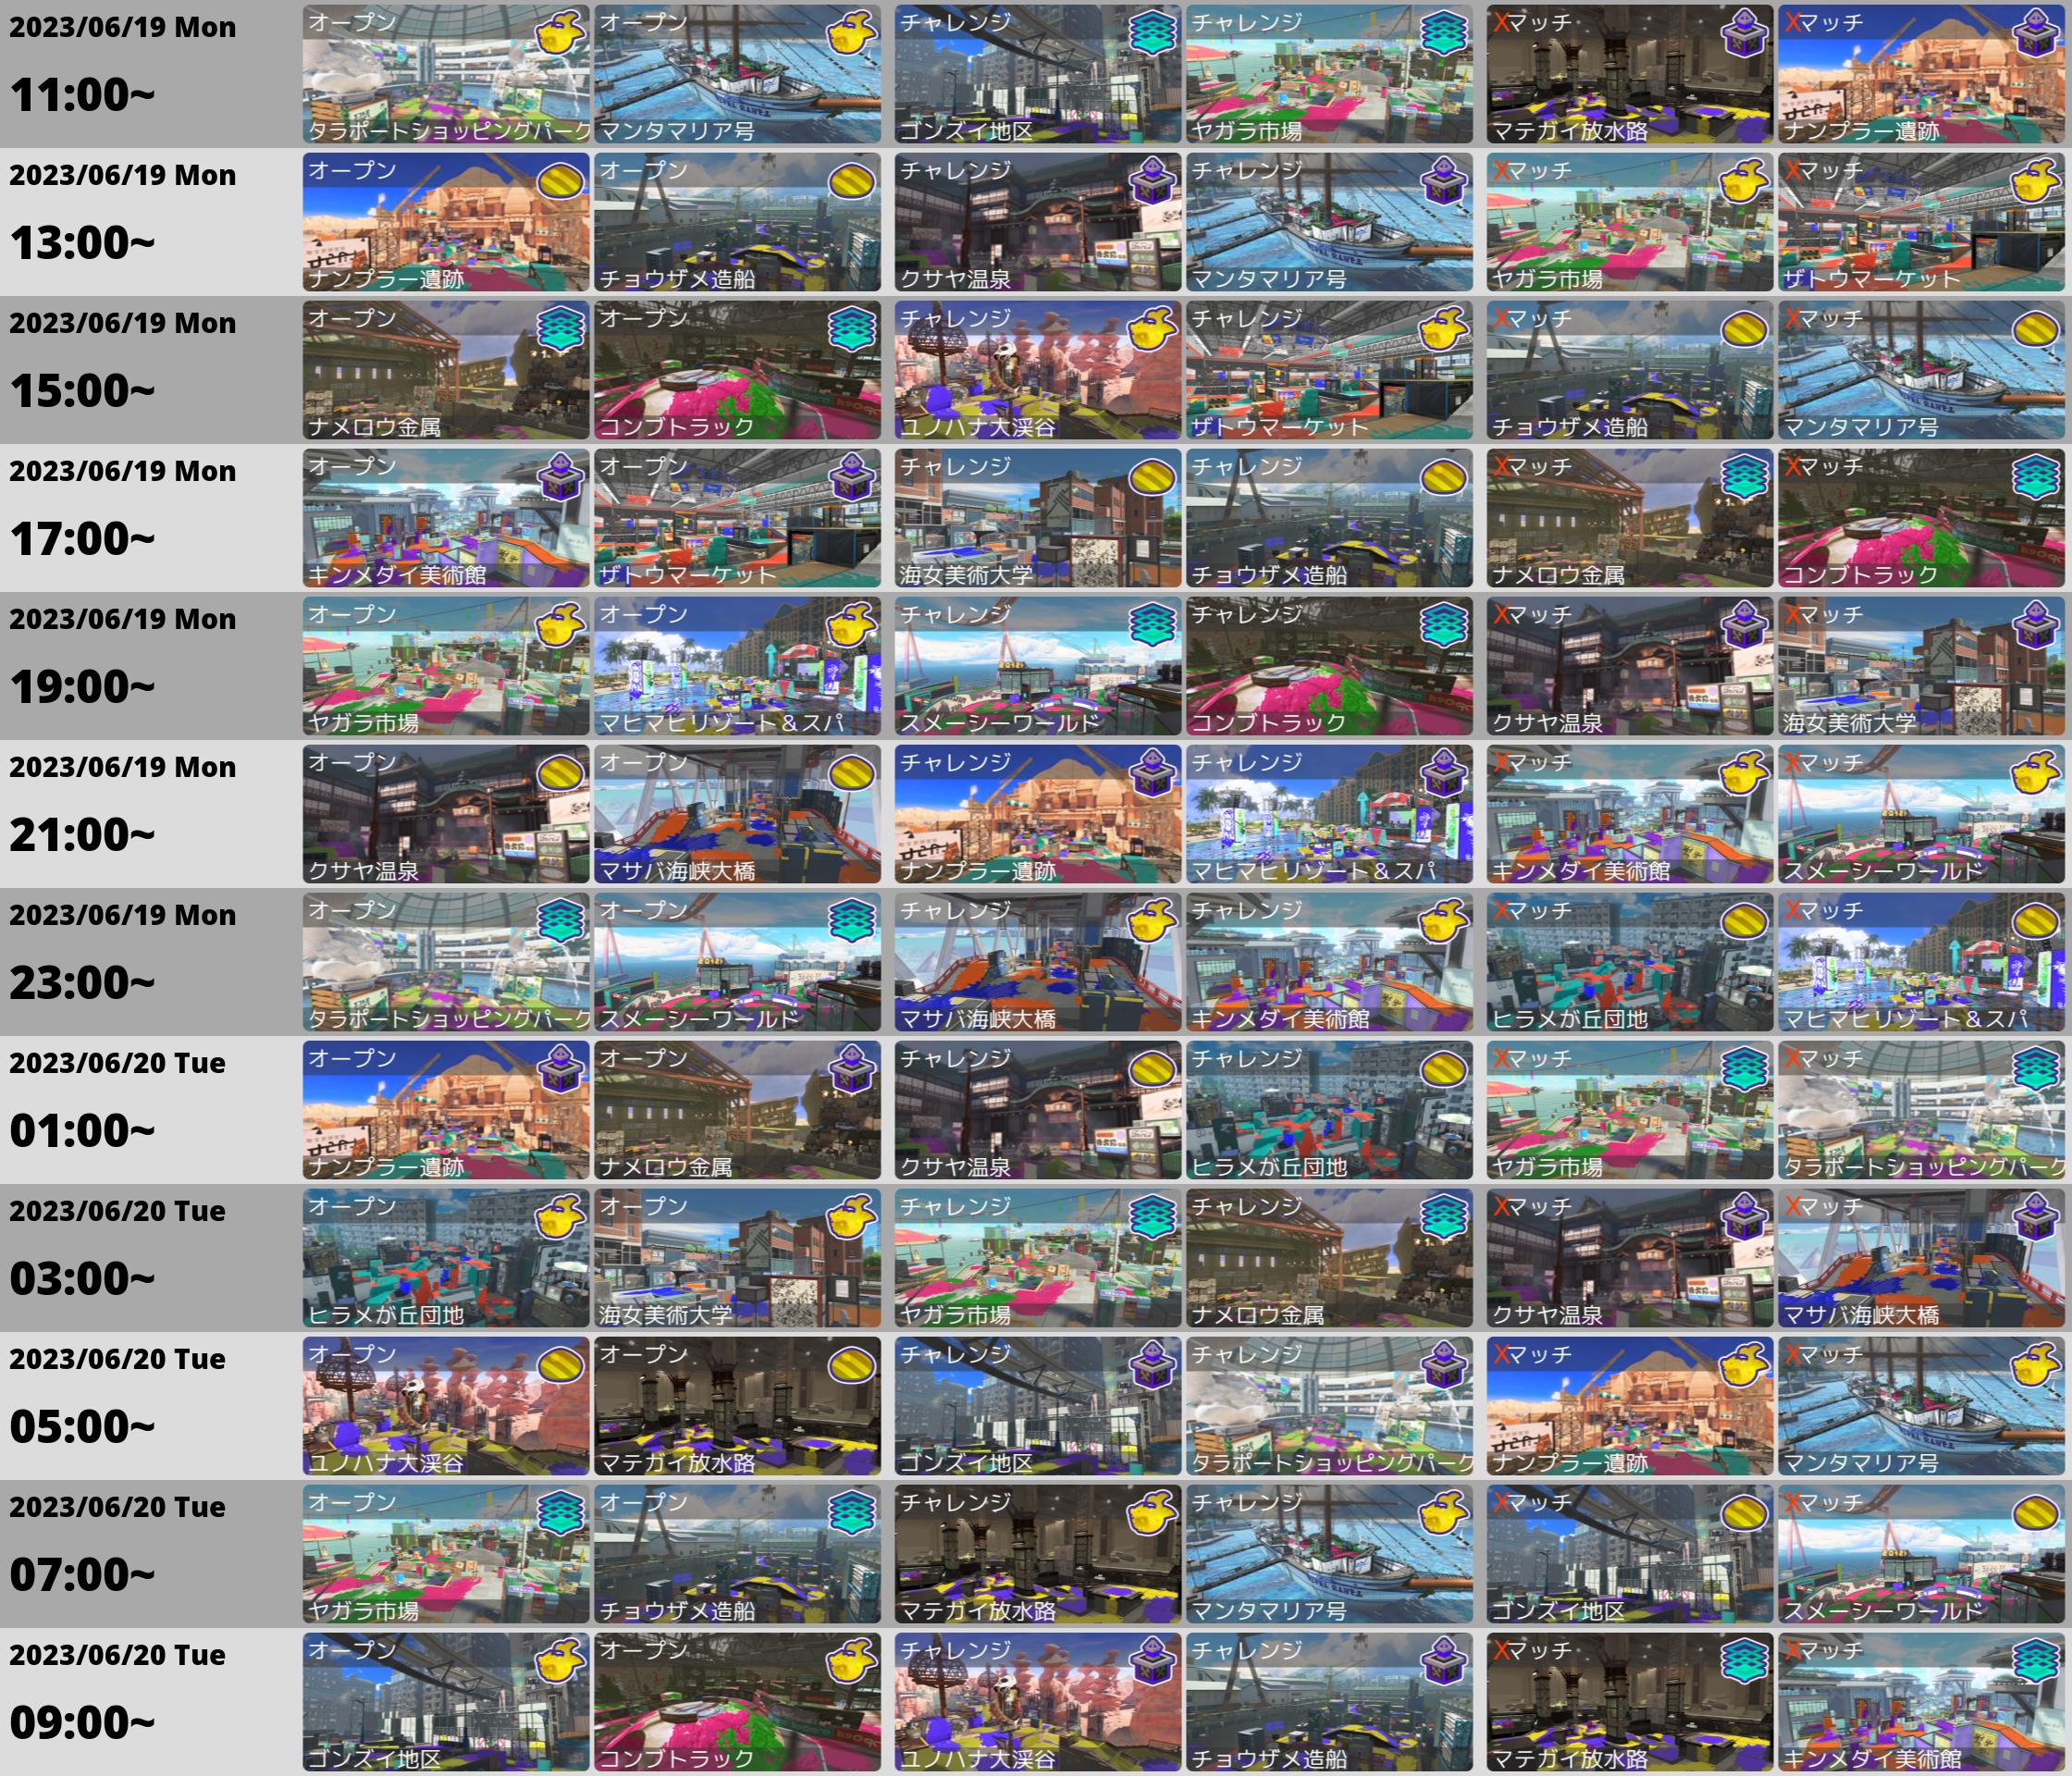 2023/06/19 Mon
11:00~
オープン
タラポートショッピングパーク
オープン
マンタマリア号
チャレンジ
ゴンズイ地区
チャレンジ
ヤガラ市場
Xマッチ
マテガイ放水路
Xマッチ
ナンプラー遺跡
2023/06/19 Mon
13:00~
オープン
ナンプラー遺跡
オープン
チョウザメ造船
チャレンジ
クサヤ温泉
チャレンジ
マンタマリア号
Xマッチ
ヤガラ市場
Xマッチ
ザトウマーケット
2023/06/19 Mon
15:00~
オープン
ナメロウ金属
オープン
コンブトラック
チャレンジ
ユノハナ大渓谷
チャレンジ
ザトウマーケット
Xマッチ
チョウザメ造船
Xマッチ
マンタマリア号
2023/06/19 Mon
17:00~
オープン
キンメダイ美術館
オープン
ザトウマーケット
チャレンジ
海女美術大学
チャレンジ
チョウザメ造船
Xマッチ
ナメロウ金属
Xマッチ
コンブトラック
2023/06/19 Mon
19:00~
オープン
ヤガラ市場
オープン
マヒマヒリゾート＆スパ
チャレンジ
スメーシーワールド
チャレンジ
コンブトラック
Xマッチ
クサヤ温泉
Xマッチ
海女美術大学
2023/06/19 Mon
21:00~
オープン
クサヤ温泉
オープン
マサバ海峡大橋
チャレンジ
ナンプラー遺跡
チャレンジ
マヒマヒリゾート＆スパ
Xマッチ
キンメダイ美術館
Xマッチ
スメーシーワールド
2023/06/19 Mon
23:00~
オープン
タラポートショッピングパーク
オープン
スメーシーワールド
チャレンジ
マサバ海峡大橋
チャレンジ
キンメダイ美術館
Xマッチ
ヒラメが丘団地
Xマッチ
マヒマヒリゾート＆スパ
2023/06/20 Tue
01:00~
オープン
ナンプラー遺跡
オープン
ナメロウ金属
チャレンジ
クサヤ温泉
チャレンジ
ヒラメが丘団地
Xマッチ
ヤガラ市場
Xマッチ
タラポートショッピングパーク
2023/06/20 Tue
03:00~
オープン
ヒラメが丘団地
オープン
海女美術大学
チャレンジ
ヤガラ市場
チャレンジ
ナメロウ金属
Xマッチ
クサヤ温泉
Xマッチ
マサバ海峡大橋
2023/06/20 Tue
05:00~
オープン
ユノハナ大渓谷
オープン
マテガイ放水路
チャレンジ
ゴンズイ地区
チャレンジ
タラポートショッピングパーク
Xマッチ
ナンプラー遺跡
Xマッチ
マンタマリア号
2023/06/20 Tue
07:00~
オープン
ヤガラ市場
オープン
チョウザメ造船
チャレンジ
マテガイ放水路
チャレンジ
マンタマリア号
Xマッチ
ゴンズイ地区
Xマッチ
スメーシーワールド
2023/06/20 Tue
09:00~
オープン
ゴンズイ地区
オープン
コンブトラック
チャレンジ
ユノハナ大渓谷
チャレンジ
チョウザメ造船
Xマッチ
マテガイ放水路
Xマッチ
キンメダイ美術館